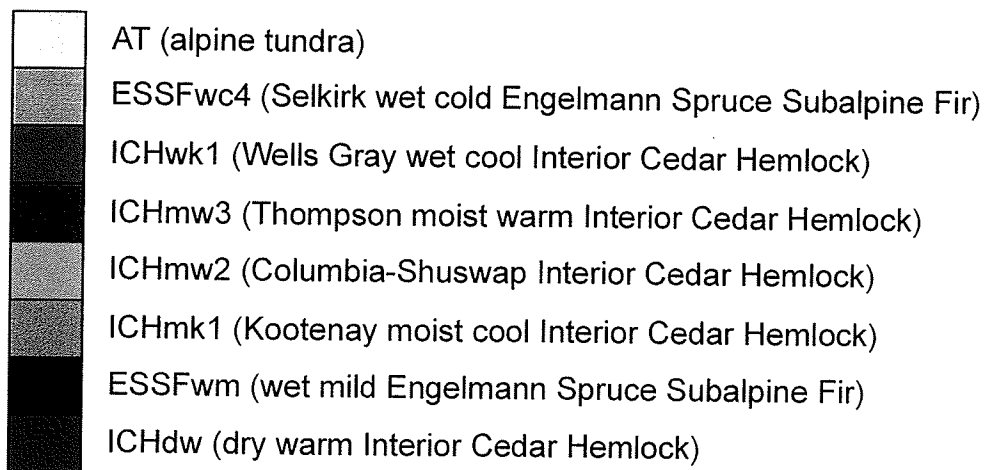 AT (alpine tundra)
ESSFwc4 (Selkirk wet cold Engelmann Spruce Subalpine Fir)
ICHwk1 (Wells Gray wet cool Interior Cedar Hemlock)
ICHmw3 (Thompson moist warm Interior Cedar Hemlock)
ICHmw2 (Columbia-Shuswap Interior Cedar Hemlock)
ICHmk1 (Kootenay moist cool Interior Cedar Hemlock)
ESSFwm (wet mild Engelmann Spruce Subalpine Fir)
ICHdw (dry warm Interior Cedar Hemlock)